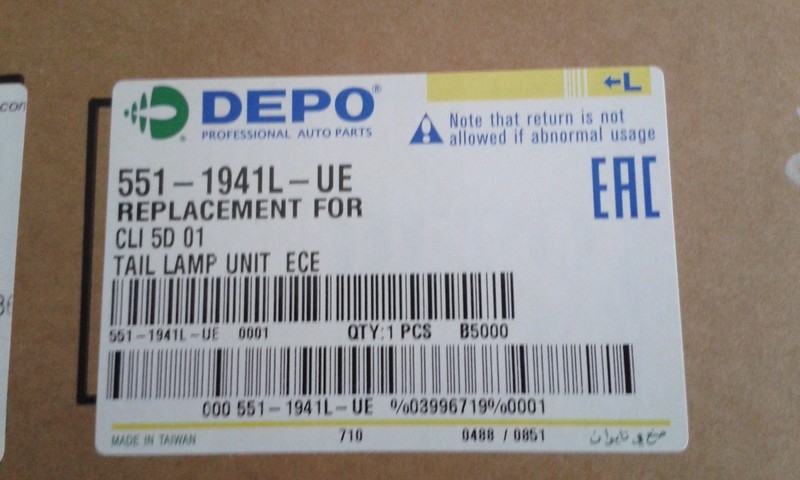 con
DEPO®
PROFESSIONAL AUTO PARTS
←L
Note that return is not
allowed if abnormal usage
551-1941L-UE
REPLACEMENT FOR
EAC
CLI 5D 01
TAIL LAMP UNIT ECE
551-1941L-UE 0001 QTY:1 PCS B5000
000 551-1941L-UE %03996719%0001
MADE IN TAIWAN 710 0488 / 0851 صنع في تايوان